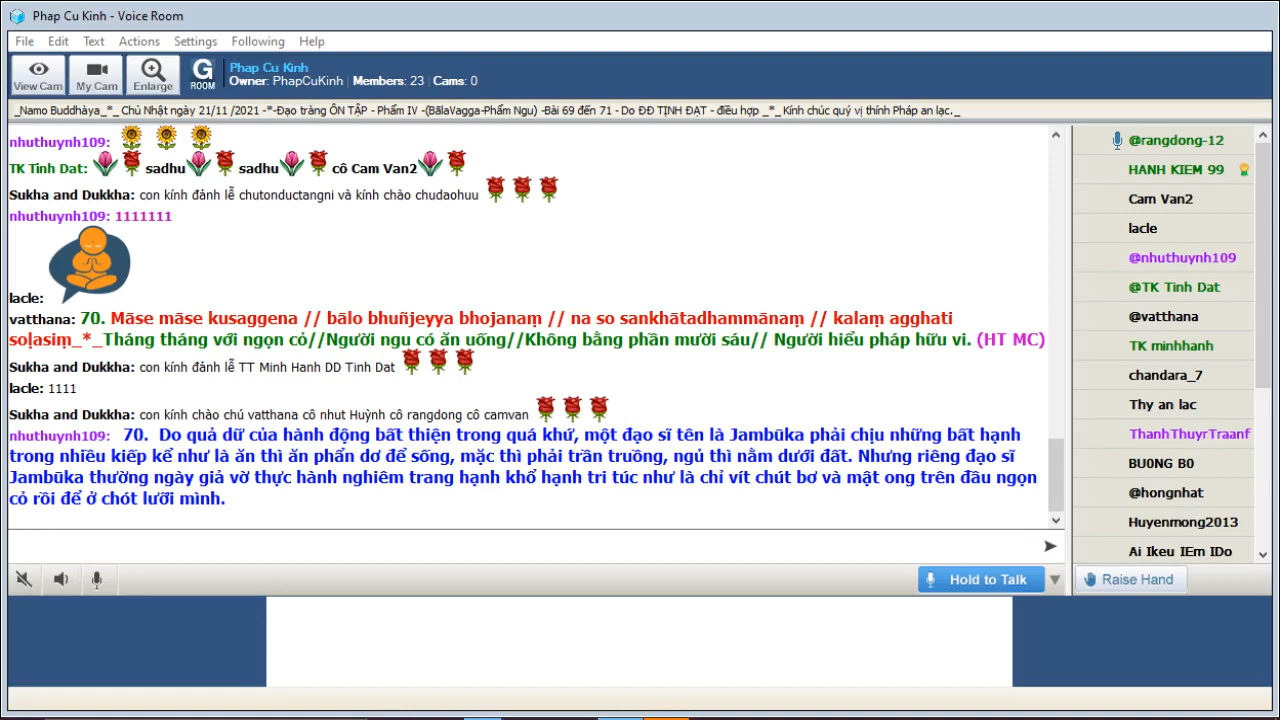 Phap Cu Kinh - Voice Room
File Edit Text Actions Settings Following Help
View Cam My Cam Enlarge G ROOM
Phap Cu Kinh
Owner: PhapCuKinh | Members: 23 | Cams: 0
_Namo Buddhàya_*_ Chủ Nhật ngày 21/11 /2021 -*-Đạo tràng ÔN TẬP - Phẩm IV -(BālaVagga-Phẩm Ngu) -Bài 69 đến 71 - Do ĐĐ TỊNH ĐẠT - điều hợp _*_ Kính chúc quý vị thính Pháp an lạc._
nhuthuynh109:
TK Tinh Dat: sadhu sadhu cô Cam Van2
Sukha and Dukkha: con kính đảnh lễ chutonductangni và kính chào chudaohuu
nhuthuynh109: 1111111
lacle:
vatthana: 70. Māse māse kusaggena // bālo bhuñjeyya bhojanaṃ // na so sankhātadhammānaṃ // kalaṃ agghati
soḷasiṃ_*_Tháng tháng với ngọn cỏ//Người ngu có ăn uống//Không bằng phần mười sáu// Người hiểu pháp hữu vi. (HT MC)
Sukha and Dukkha: con kính đảnh lễ TT Minh Hanh DD Tinh Dat
lacle: 1111
Sukha and Dukkha: con kính chào chú vatthana cô nhut Huỳnh cô rangdong cô camvan
nhuthuynh109: 70. Do quả dữ của hành động bất thiện trong quá khứ, một đạo sĩ tên là Jambūka phải chịu những bất hạnh
trong nhiều kiếp kể như là ăn thì ăn phẩn dơ để sống, mặc thì phải trần truồng, ngủ thì nằm dưới đất. Nhưng riêng đạo sĩ
Jambūka thường ngày giả vờ thực hành nghiêm trang hạnh khổ hạnh tri túc như là chỉ vít chút bơ và mật ong trên đầu ngọn
cỏ rồi để ở chót lưỡi mình.
Hold to Talk
@rangdong-12
HANH KIEM 99
Cam Van2
lacle
@nhuthuynh109
@TK Tinh Dat
@vatthana
TK minhhanh
chandara_7
Thy an lac
ThanhThuyrTraanf
BU0NG B0
@hongnhat
Huyenmong2013
Ai Ikeu IEm IDo
Raise Hand